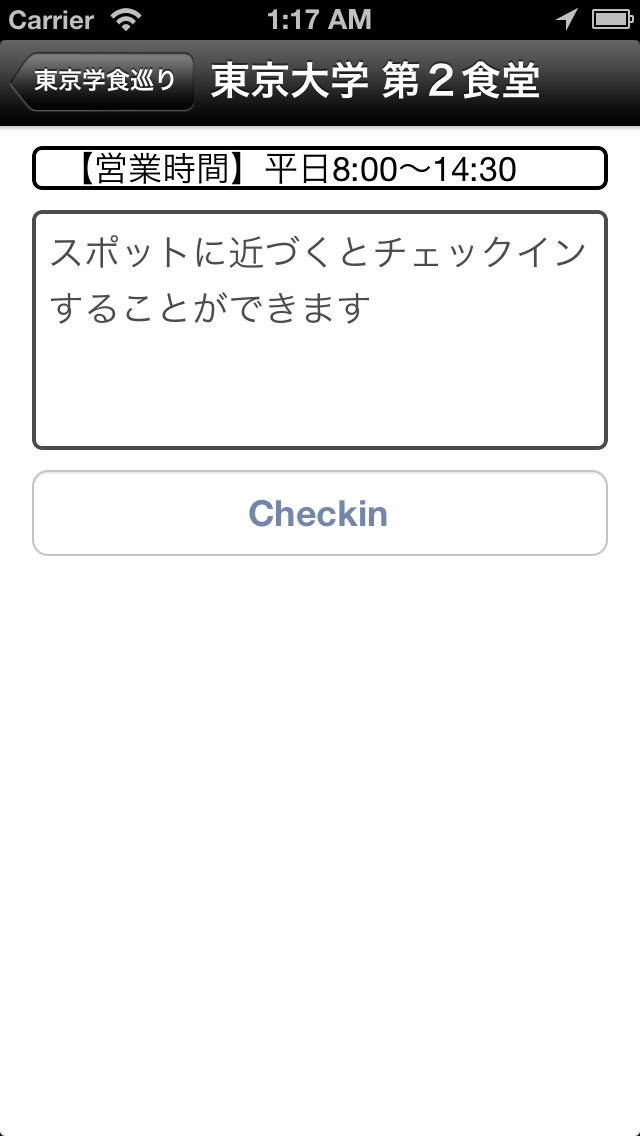 Carrier 1:17 AM
東京学食巡り 東京大学 第２食堂
【営業時間】平日8:00〜14:30
スポットに近づくとチェックイン
することができます
Checkin